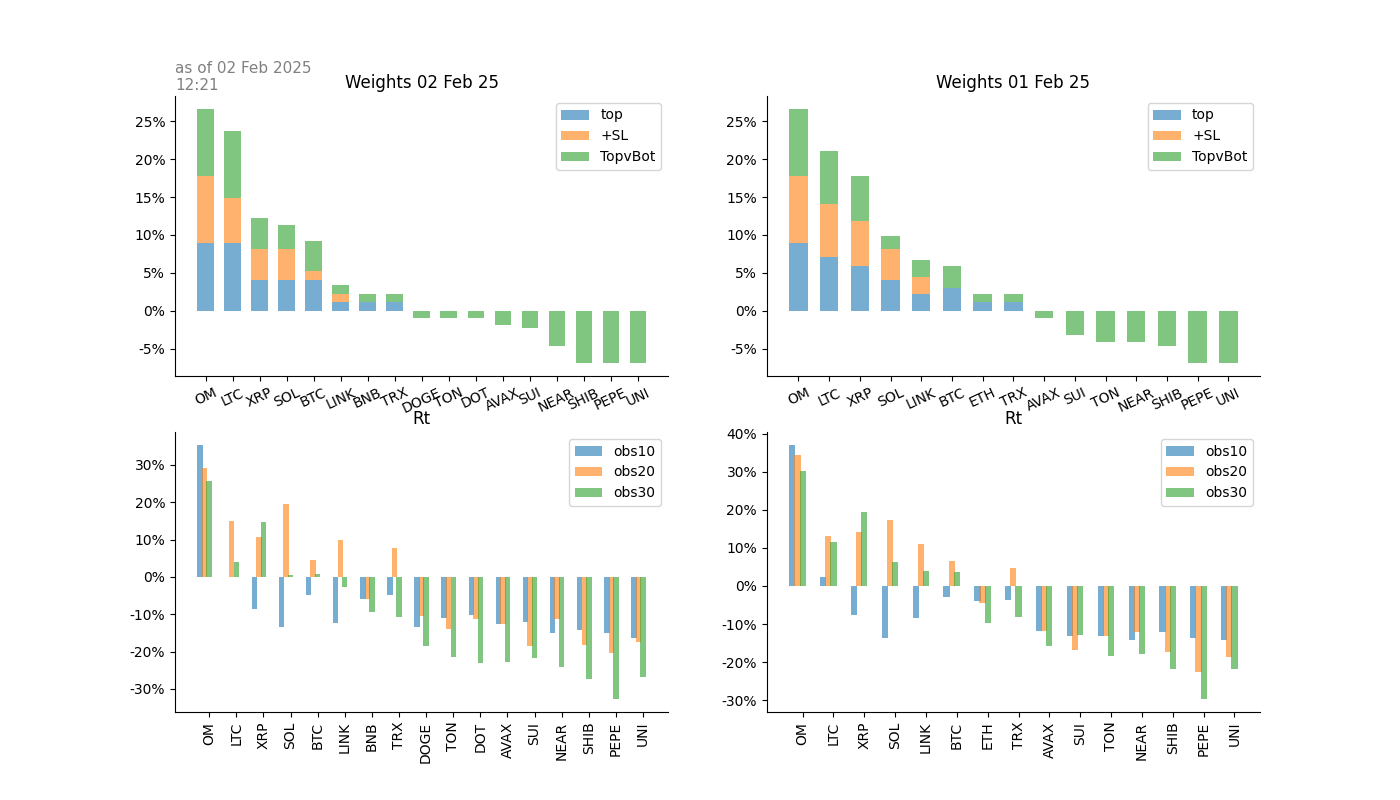 as of 02 Feb 2025
12:21
Weights 02 Feb 25
25%
20%
15%
10%
5%
0%
-5%
top
+SL
TopvBot
OM LTC XRP SOL BTC LINK BNB TRX DOGE TON DOT AVAX SUI NEAR SHIB PEPE UNI
Weights 01 Feb 25
25%
20%
15%
10%
5%
0%
-5%
top
+SL
TopvBot
OM LTC XRP SOL LINK BTC ETH TRX AVAX SUI TON NEAR SHIB PEPE UNI
Rt
30%
20%
10%
0%
-10%
-20%
-30%
obs10
obs20
obs30
OM LTC XRP SOL BTC LINK BNB TRX DOGE TON DOT AVAX SUI NEAR SHIB PEPE UNI
Rt
40%
30%
20%
10%
0%
-10%
-20%
-30%
obs10
obs20
obs30
OM LTC XRP SOL LINK BTC ETH TRX AVAX SUI TON NEAR SHIB PEPE UNI